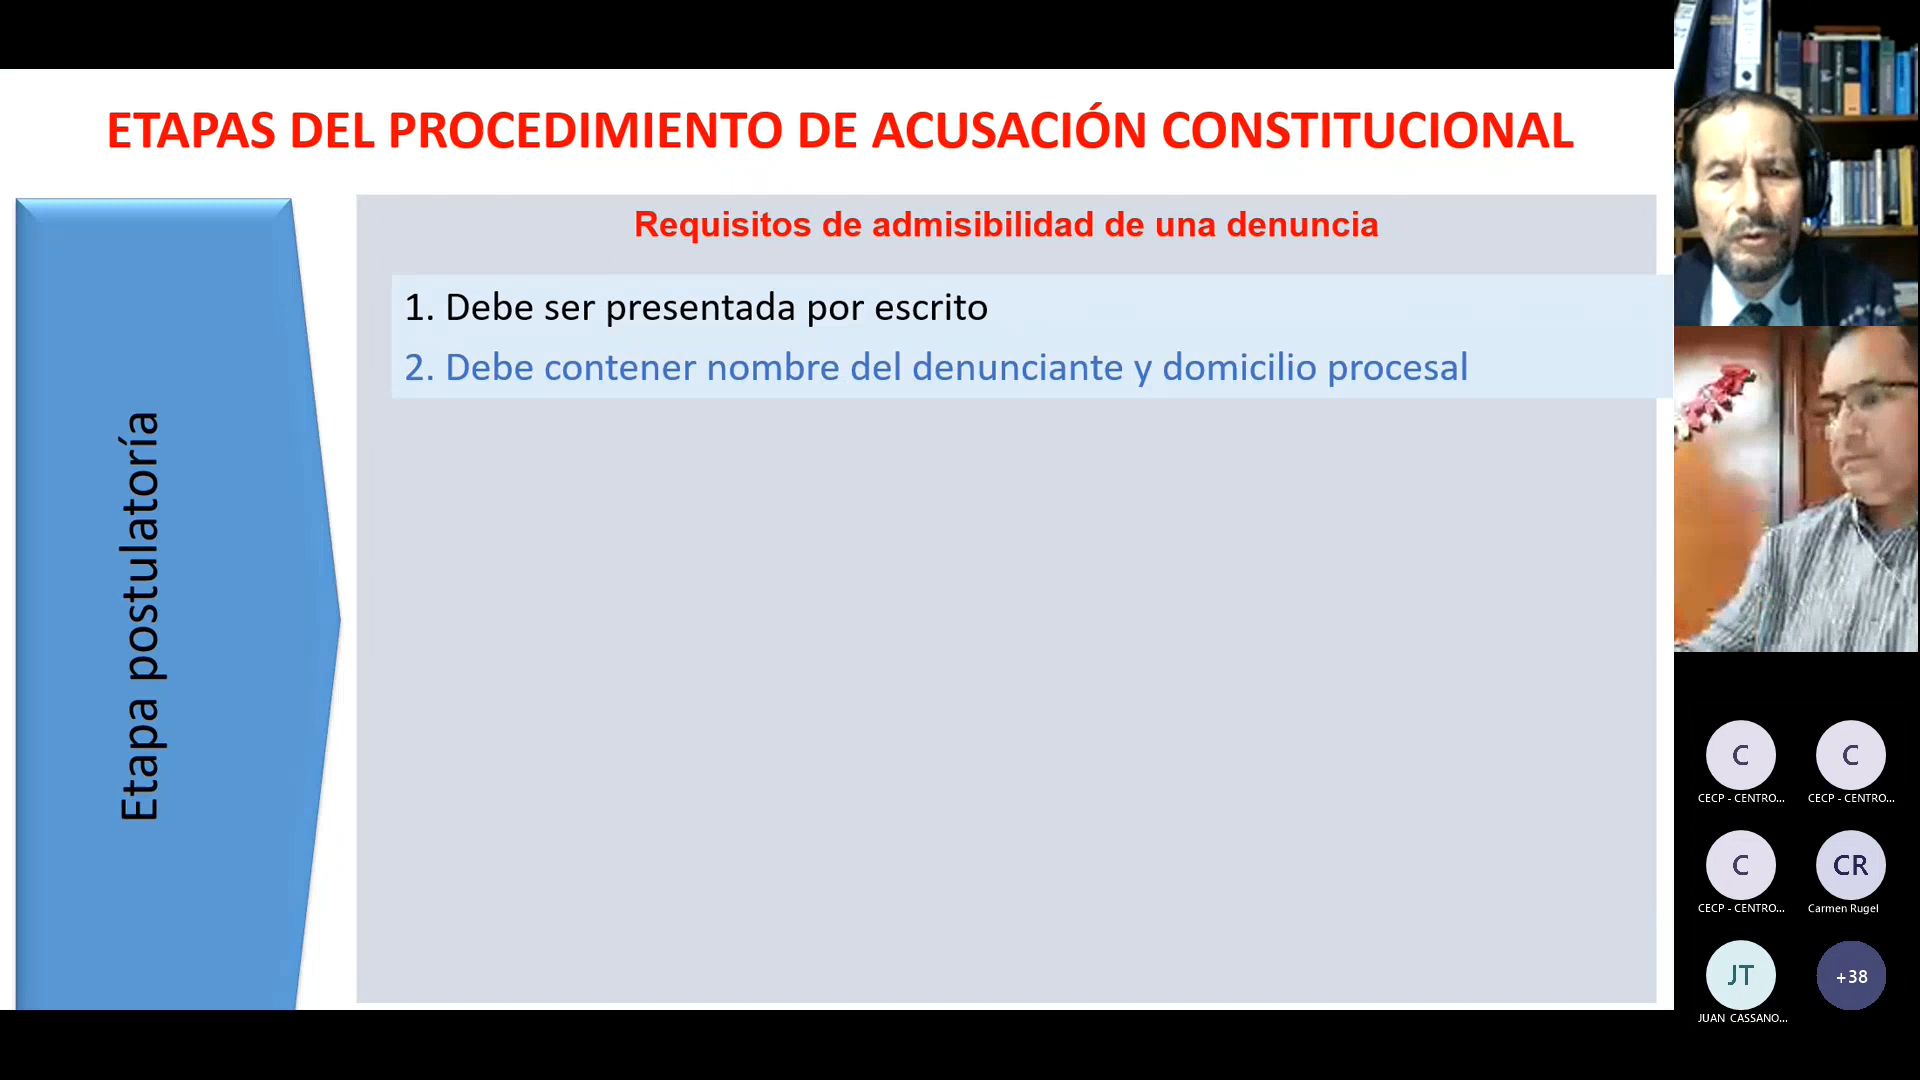 ETAPAS DEL PROCEDIMIENTO DE ACUSACIÓN CONSTITUCIONAL
Etapa postulatoría
Requisitos de admisibilidad de una denuncia
1. Debe ser presentada por escrito
2. Debe contener nombre del denunciante y domicilio procesal
C
CECP - CENTRO...
C
CECP - CENTRO...
C
CECP - CENTRO...
CR
Carmen Rugel
JT
JUAN CASSANO...
+38